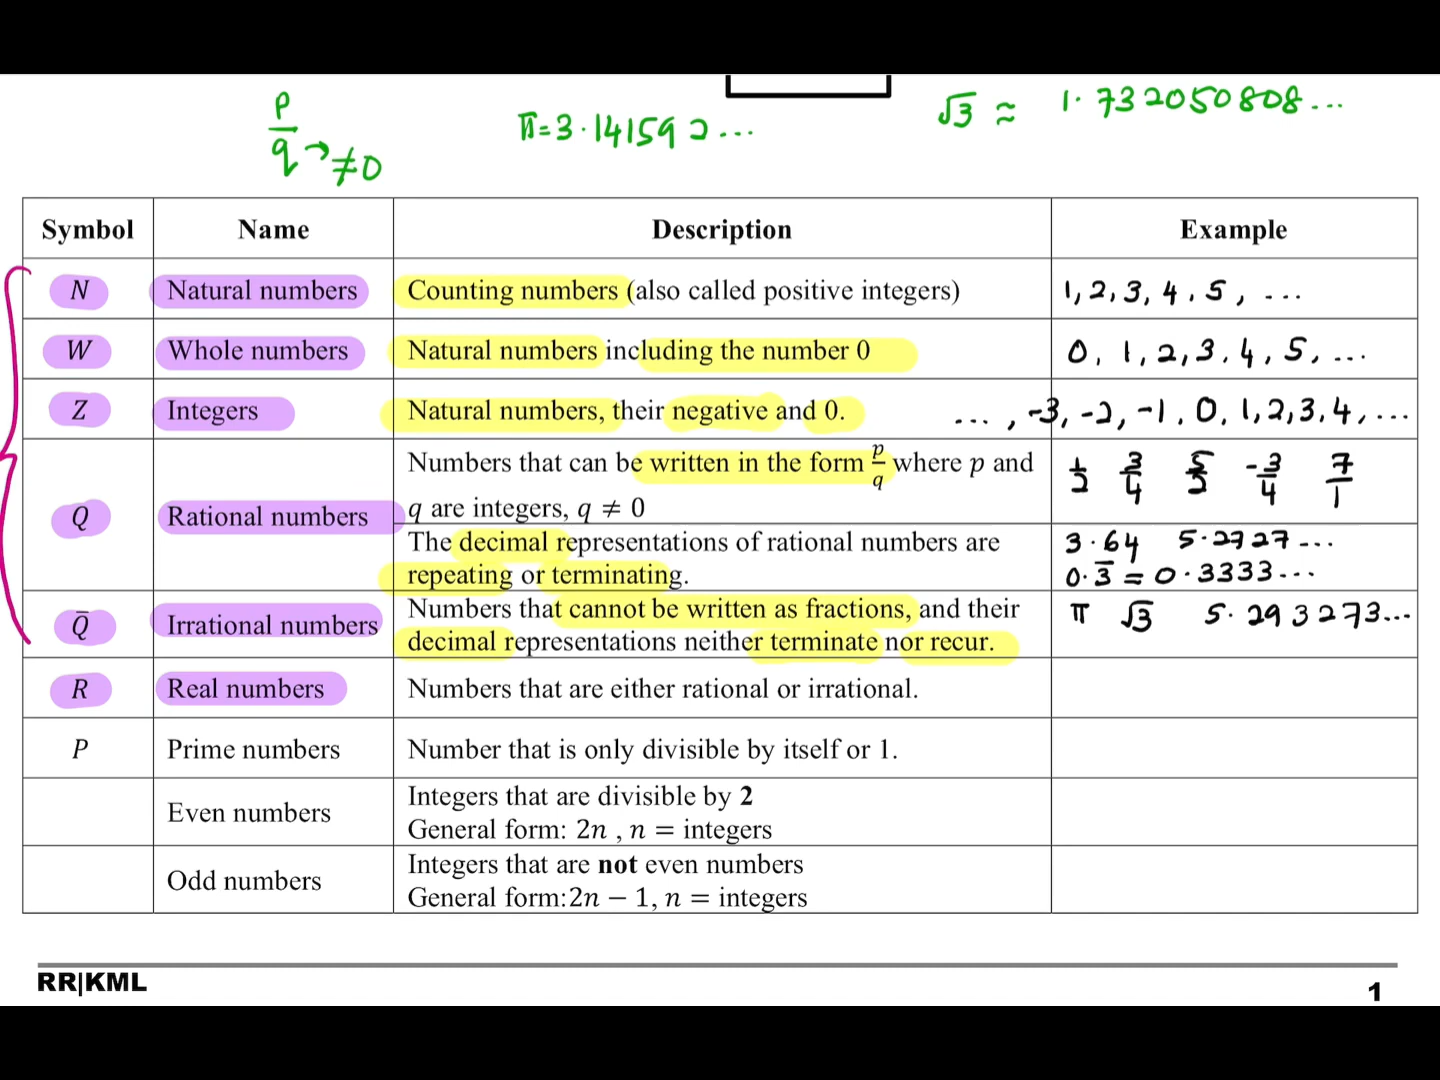 p/q → ≠0
π = 3.141592...
√3 ≈ 1.732050808...
Symbol Name Description Example
N Natural numbers Counting numbers (also called positive integers) 1, 2, 3, 4, 5, ...
W Whole numbers Natural numbers including the number 0 0, 1, 2, 3, 4, 5, ...
Z Integers Natural numbers, their negative and 0. ..., -3, -2, -1, 0, 1, 2, 3, 4, ...
Q Rational numbers
Numbers that can be written in the form p/q where p and
q are integers, q ≠ 0
1/2 3/4 5/2 -3/4 7/1
The decimal representations of rational numbers are
repeating or terminating.
3.64 5.2727...
0.3̅ = 0.3333...
Q̅ Irrational numbers
Numbers that cannot be written as fractions, and their
decimal representations neither terminate nor recur.
π √3 5.293273...
R Real numbers Numbers that are either rational or irrational.
P Prime numbers Number that is only divisible by itself or 1.
Even numbers
Integers that are divisible by 2
General form: 2n , n = integers
Odd numbers
Integers that are not even numbers
General form:2n − 1, n = integers
RR|KML
1